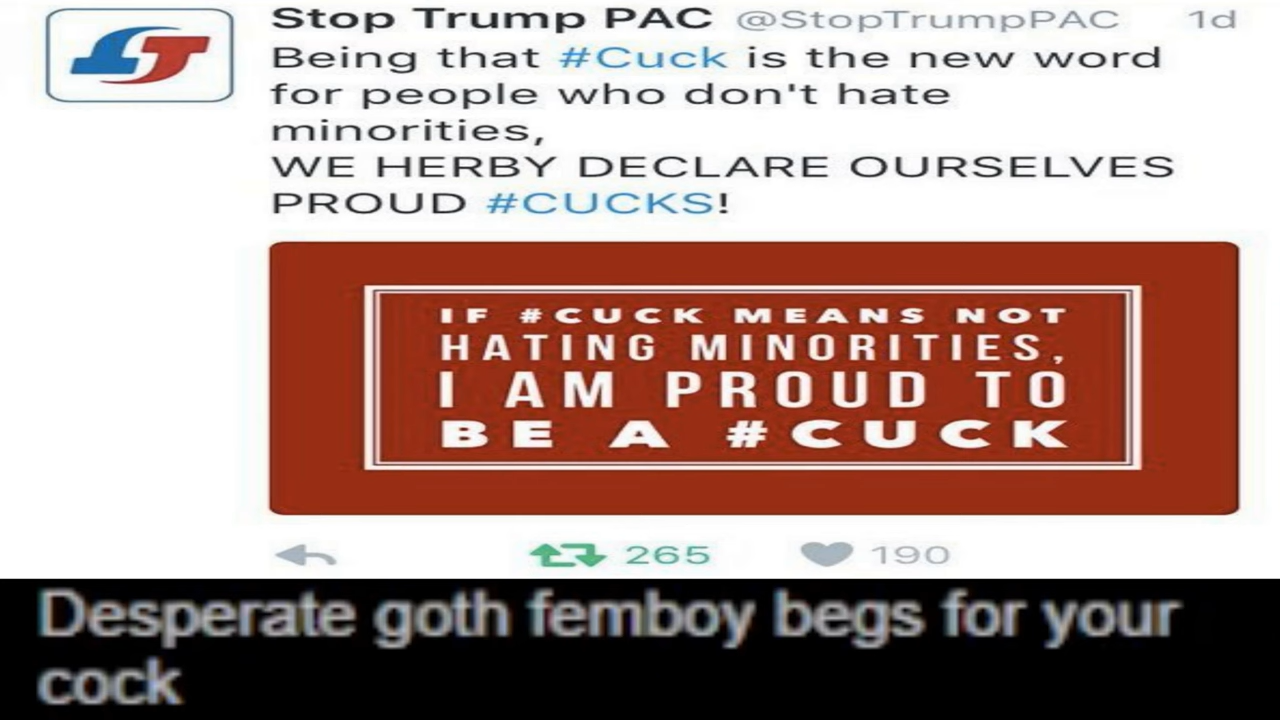 Stop Trump PAC @StopTrumpPAC 1d
Being that #Cuck is the new word
for people who don't hate
minorities,
WE HERBY DECLARE OURSELVES
PROUD #CUCKS!
IF #CUCK MEANS NOT
HATING MINORITIES,
I AM PROUD TO
BE A #CUCK
265 190
Desperate goth femboy begs for your
cock